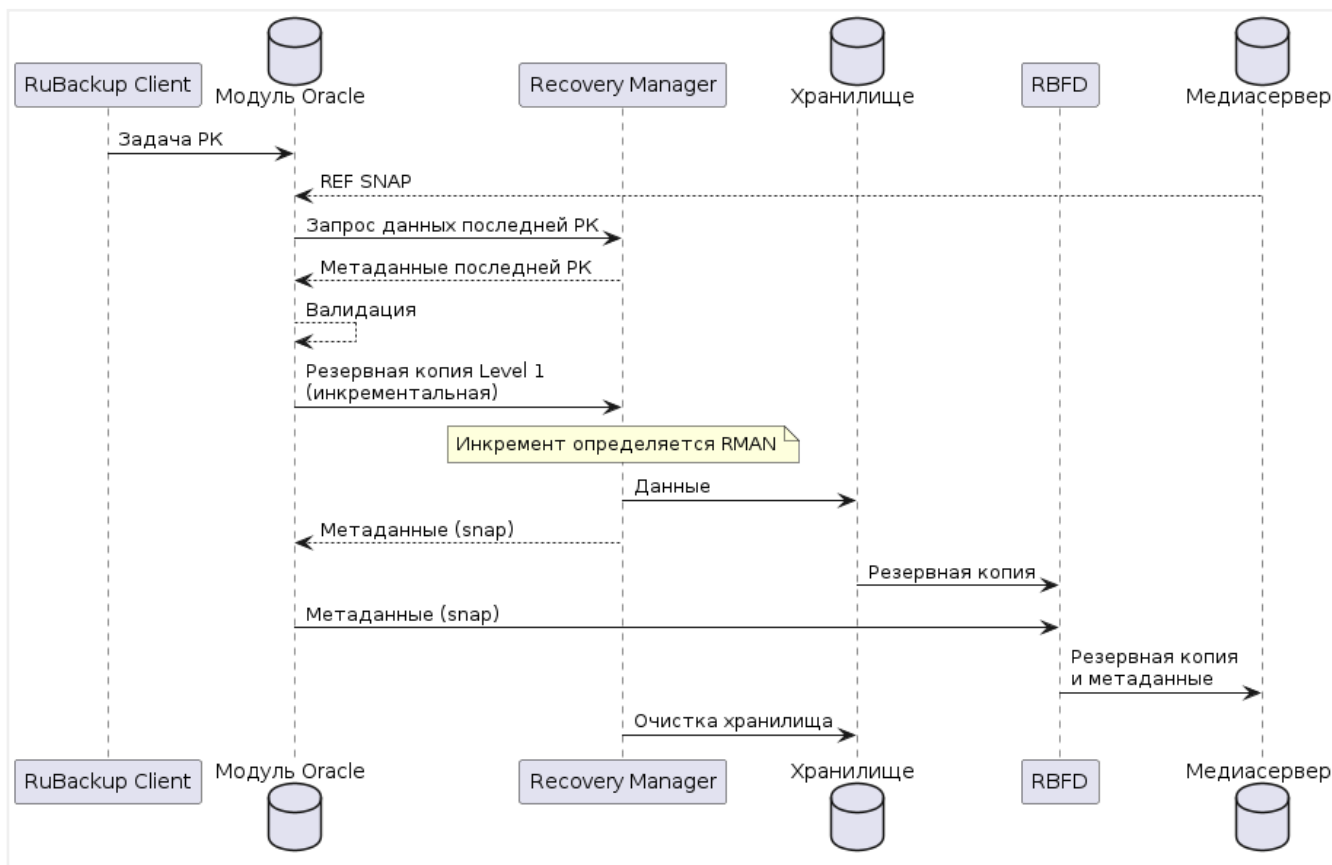 RuBackup Client
Модуль Oracle
Recovery Manager
Хранилище
RBFD
Медиасервер
Задача РК
REF SNAP
Запрос данных последней РК
Метаданные последней РК
Валидация
Резервная копия Level 1
(инкрементальная)
Инкремент определяется RMAN
Данные
Метаданные (snap)
Резервная копия
Метаданные (snap)
Резервная копия
и метаданные
Очистка хранилища
RuBackup Client
Модуль Oracle
Recovery Manager
Хранилище
RBFD
Медиасервер